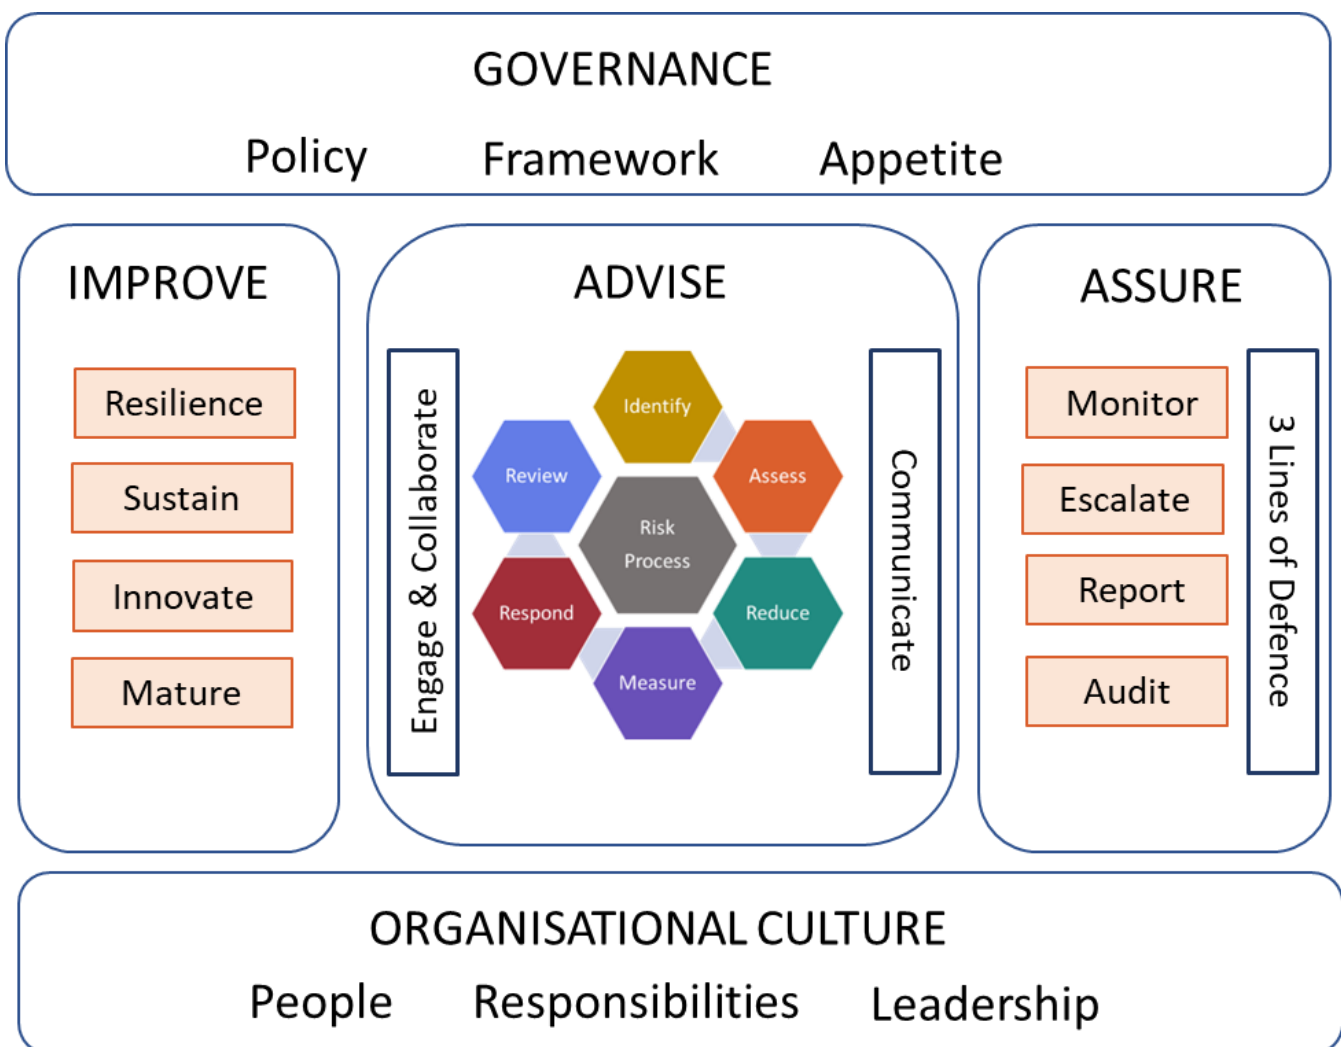 GOVERNANCE
Policy Framework Appetite
IMPROVE
Resilience
Sustain
Innovate
Mature
ADVISE
Engage & Collaborate
Identify
Assess
Reduce
Measure
Respond
Review
Risk
Process
Communicate
ASSURE
Monitor
Escalate
Report
Audit
3 Lines of Defence
ORGANISATIONAL CULTURE
People Responsibilities Leadership